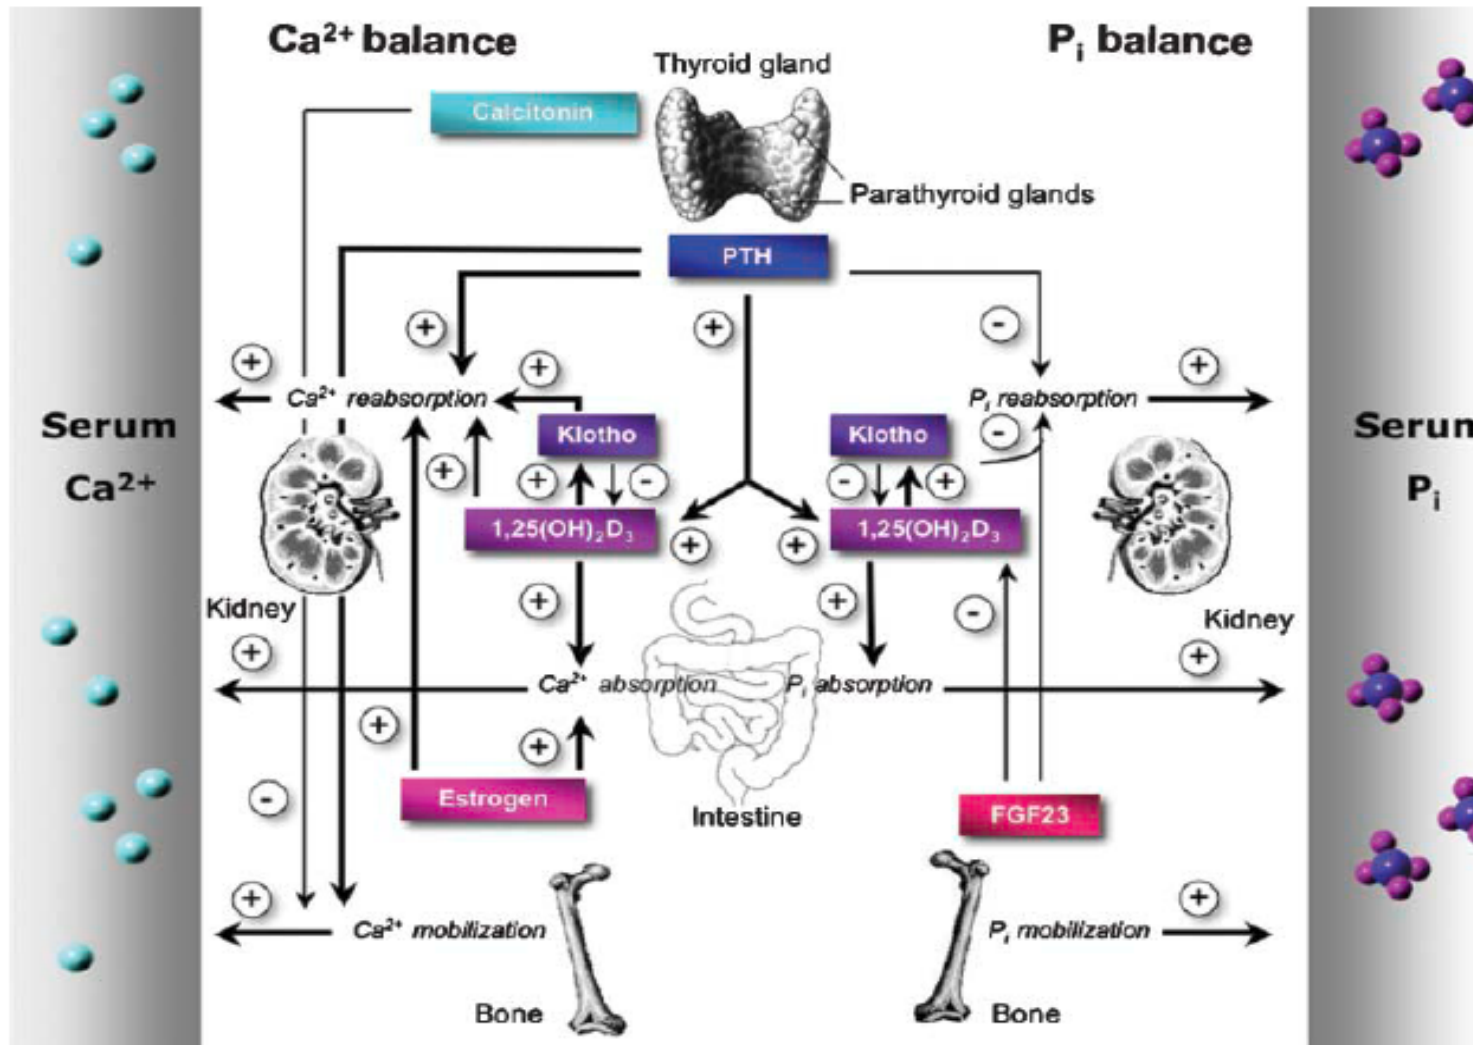 Ca²⁺ balance
Pᵢ balance
Thyroid gland
Calcitonin
Parathyroid glands
PTH
+
+
-
+
+
+
Ca²⁺ reabsorption
Pᵢ reabsorption
Serum
Ca²⁺
Klotho
Klotho
-
Serum
Pᵢ
+
+
-
-
+
1,25(OH)₂D₃
1,25(OH)₂D₃
+
+
Kidney
+
+
-
Kidney
+
+
Ca²⁺ absorption
Pᵢ absorption
+
+
-
Estrogen
Intestine
FGF23
+
+
Ca²⁺ mobilization
Pᵢ mobilization
Bone
Bone